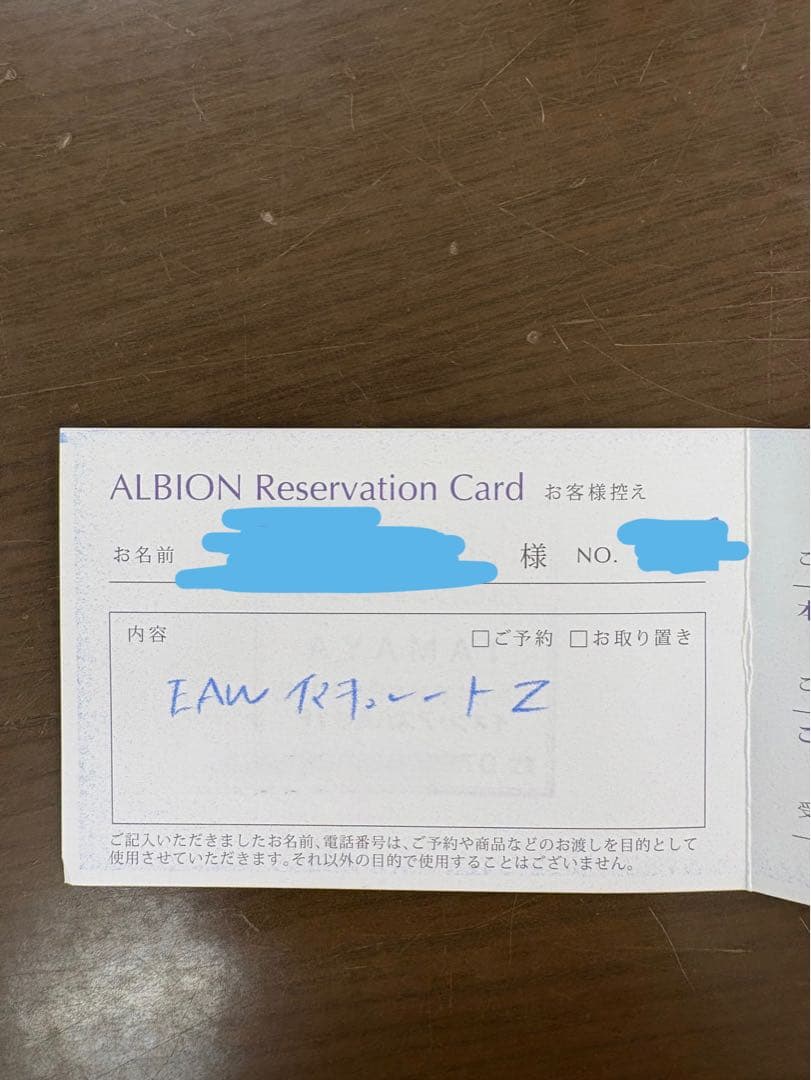 ALBION Reservation Card お客様控え
お名前 様 NO.
内容 □ご予約 □お取り置き
EAW イマキュレート Z
ご記入いただきましたお名前、電話番号は、ご予約や商品などのお渡しを目的として
使用させていただきます。それ以外の目的で使用することはございません。